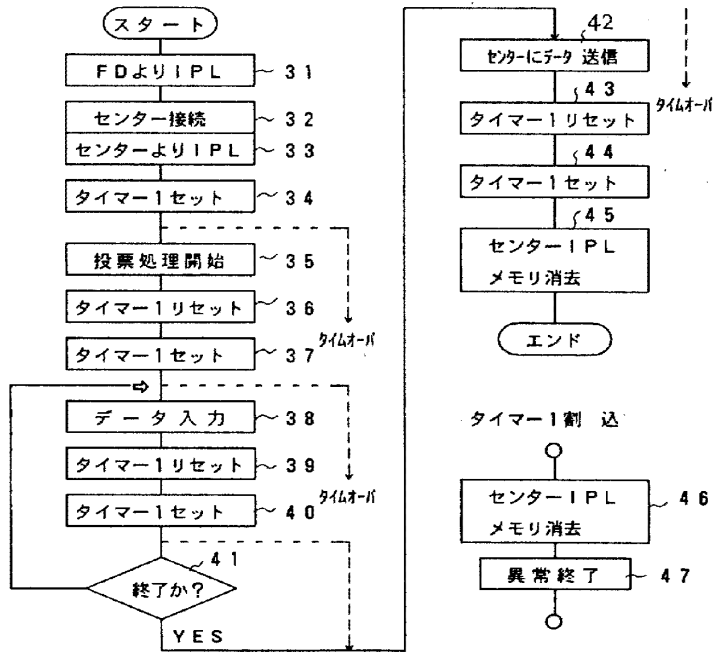 スタート
FDよりIPL 31
センター接続 32
センターよりIPL 33
タイマー1セット 34
投票処理開始 35
タイマー1リセット 36
タイムオーバ
タイマー1セット 37
データ入力 38
タイマー1リセット 39
タイムオーバ
タイマー1セット 40
41
終了か?
YES
42
センターにデータ送信
タイムオーバ
43
タイマー1リセット
44
タイマー1セット
45
センターIPL
メモリ消去
エンド
タイマー1割込
センターIPL
メモリ消去
46
異常終了
47